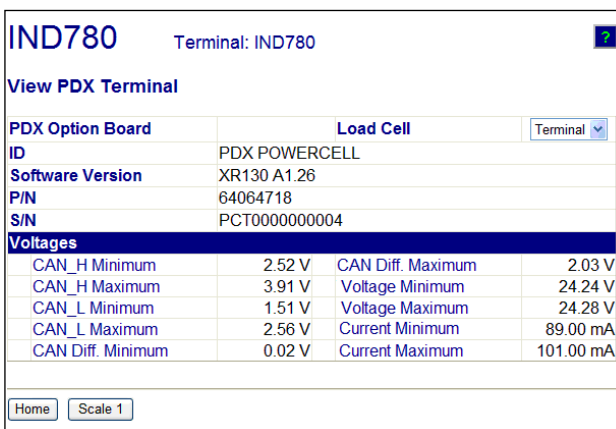 IND780 Terminal: IND780 ?
View PDX Terminal
PDX Option Board Load Cell Terminal
ID PDX POWERCELL
Software Version XR130 A1.26
P/N 64064718
S/N PCT0000000004
Voltages
CAN_H Minimum 2.52 V CAN Diff. Maximum 2.03 V
CAN_H Maximum 3.91 V Voltage Minimum 24.24 V
CAN_L Minimum 1.51 V Voltage Maximum 24.28 V
CAN_L Maximum 2.56 V Current Minimum 89.00 mA
CAN Diff. Minimum 0.02 V Current Maximum 101.00 mA
Home Scale 1